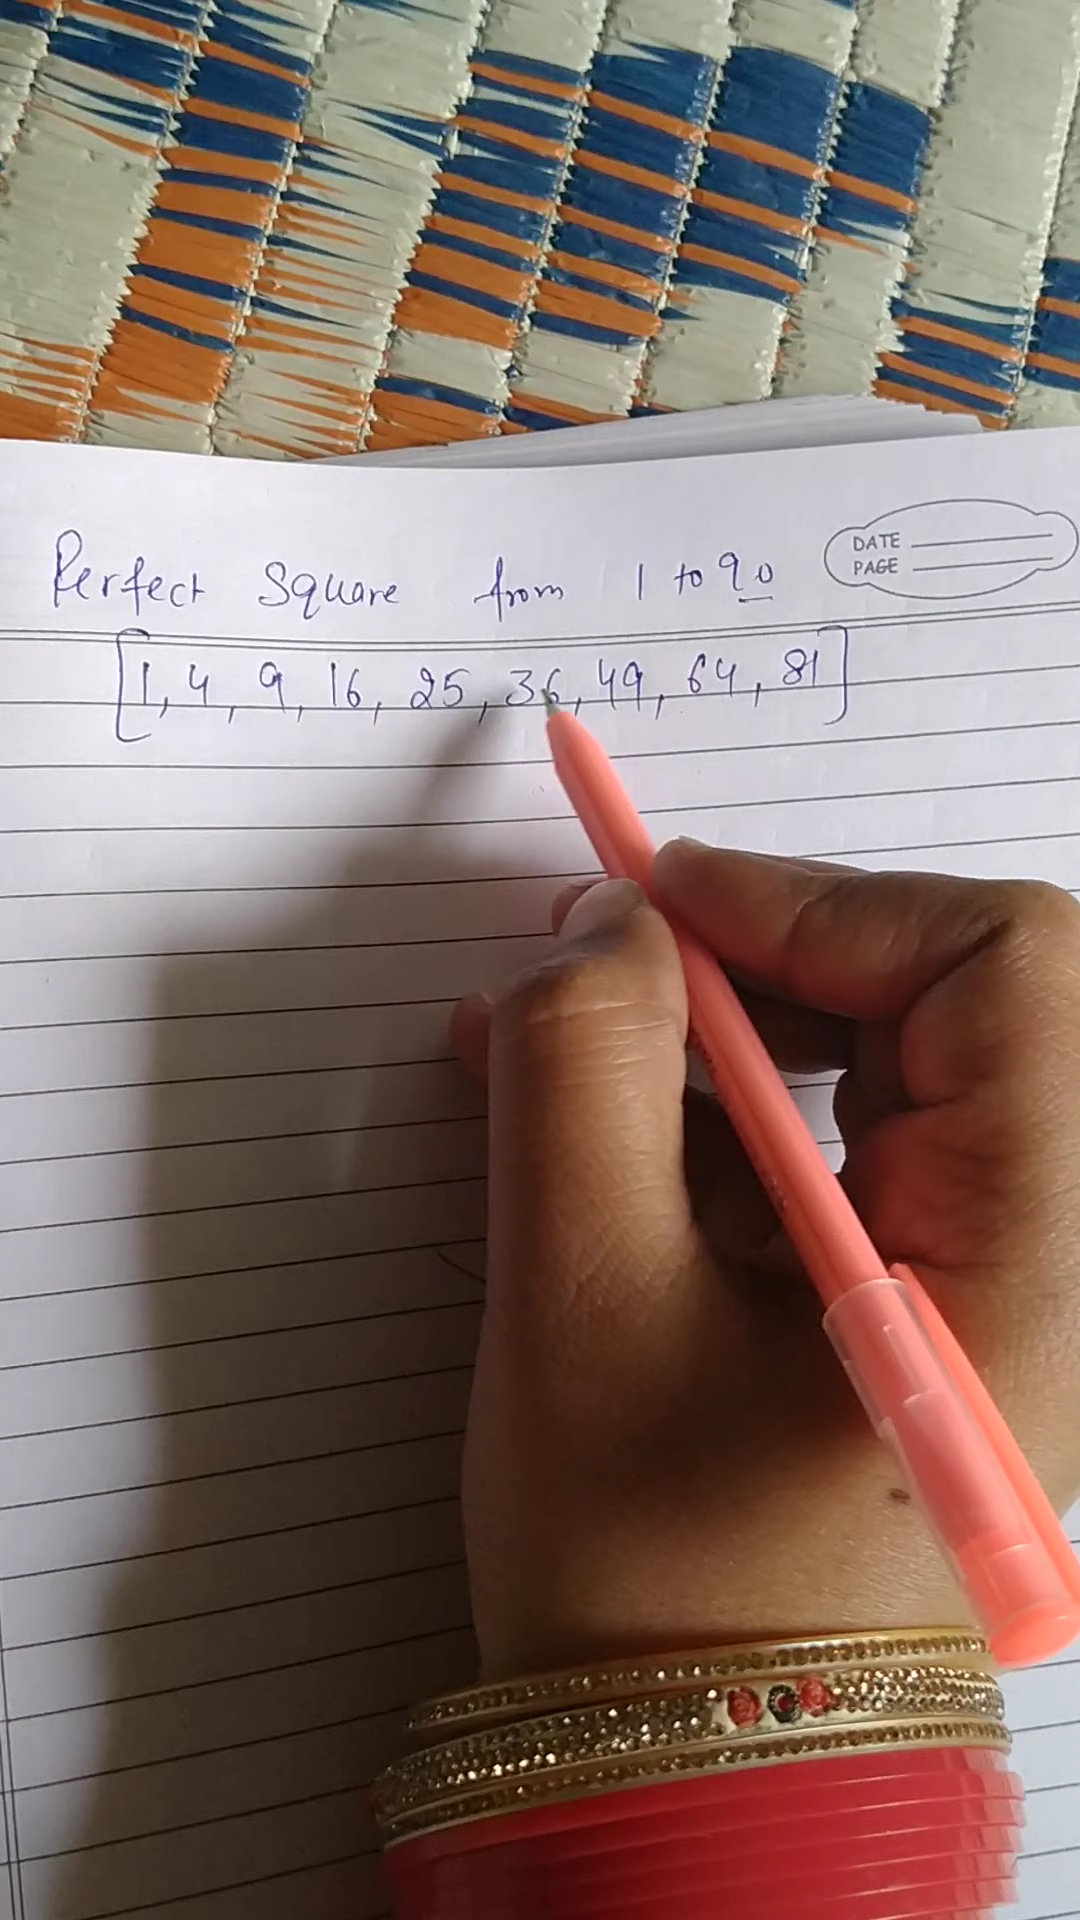 Perfect Square from 1 to 90
DATE
PAGE
[1, 4, 9, 16, 25, 36, 49, 64, 81]